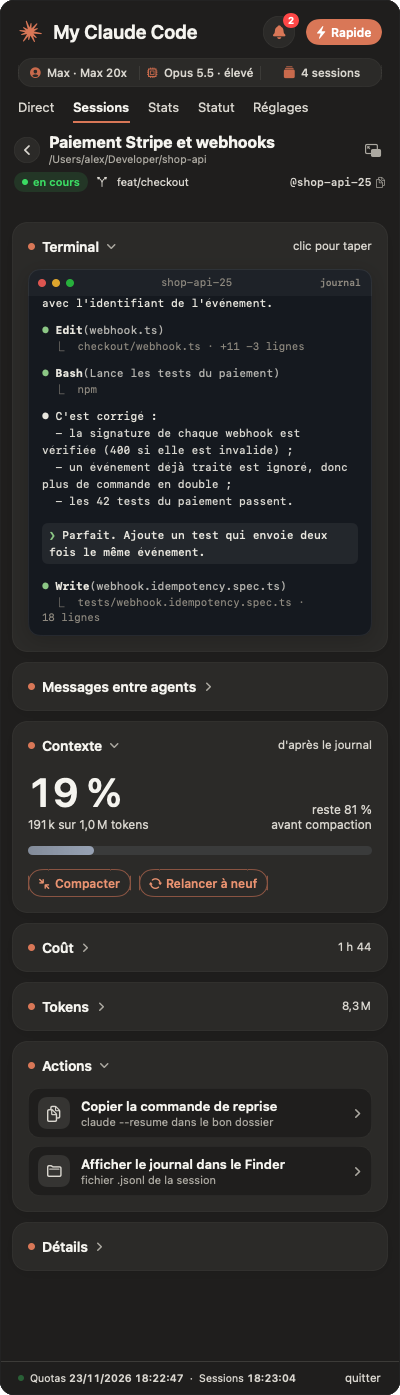 My Claude Code
2
Rapide
Max · Max 20x
Opus 5.5 · élevé
4 sessions
Direct
Sessions
Stats
Statut
Réglages
Paiement Stripe et webhooks
/Users/alex/Developer/shop-api
en cours
feat/checkout
@shop-api-25
Terminal
clic pour taper
shop-api-25
journal
avec l'identifiant de l'événement.
Edit(webhook.ts)
⎿ checkout/webhook.ts · +11 −3 lignes
Bash(Lance les tests du paiement)
⎿ npm
C'est corrigé :
– la signature de chaque webhook est
vérifiée (400 si elle est invalide) ;
– un événement déjà traité est ignoré, donc
plus de commande en double ;
– les 42 tests du paiement passent.
❯ Parfait. Ajoute un test qui envoie deux
fois le même événement.
Write(webhook.idempotency.spec.ts)
⎿ tests/webhook.idempotency.spec.ts ·
18 lignes
Messages entre agents
Contexte
d'après le journal
19 %
191k sur 1,0 M tokens
reste 81 %
avant compaction
Compacter
Relancer à neuf
Coût
1 h 44
Tokens
8,3 M
Actions
Copier la commande de reprise
claude --resume dans le bon dossier
Afficher le journal dans le Finder
fichier .jsonl de la session
Détails
Quotas 23/11/2026 18:22:47 · Sessions 18:23:04
quitter